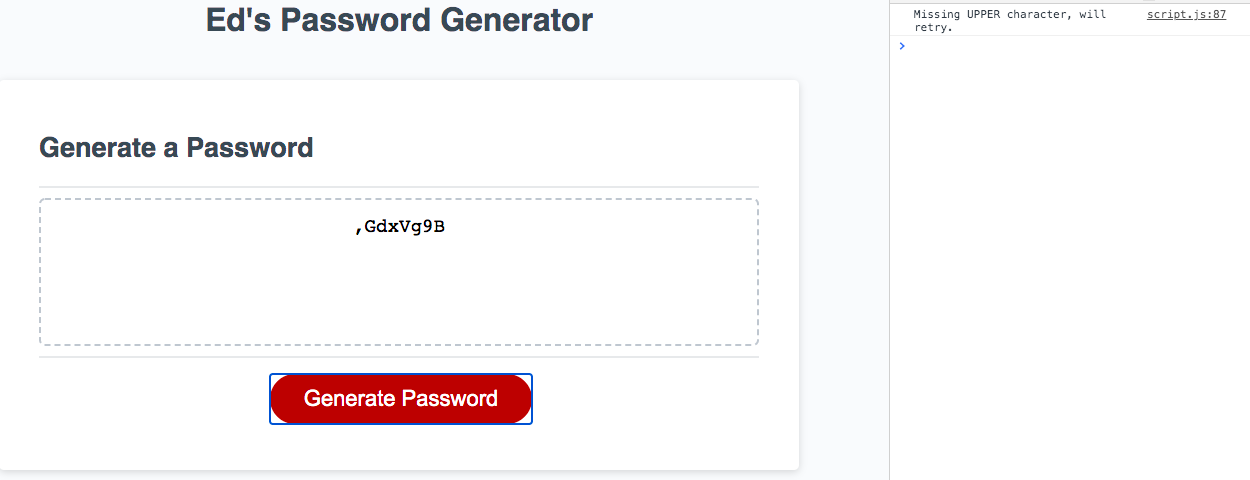 Ed's Password Generator
Generate a Password
,GdxVg9B
Generate Password
Missing UPPER character, will script.js:87
retry.